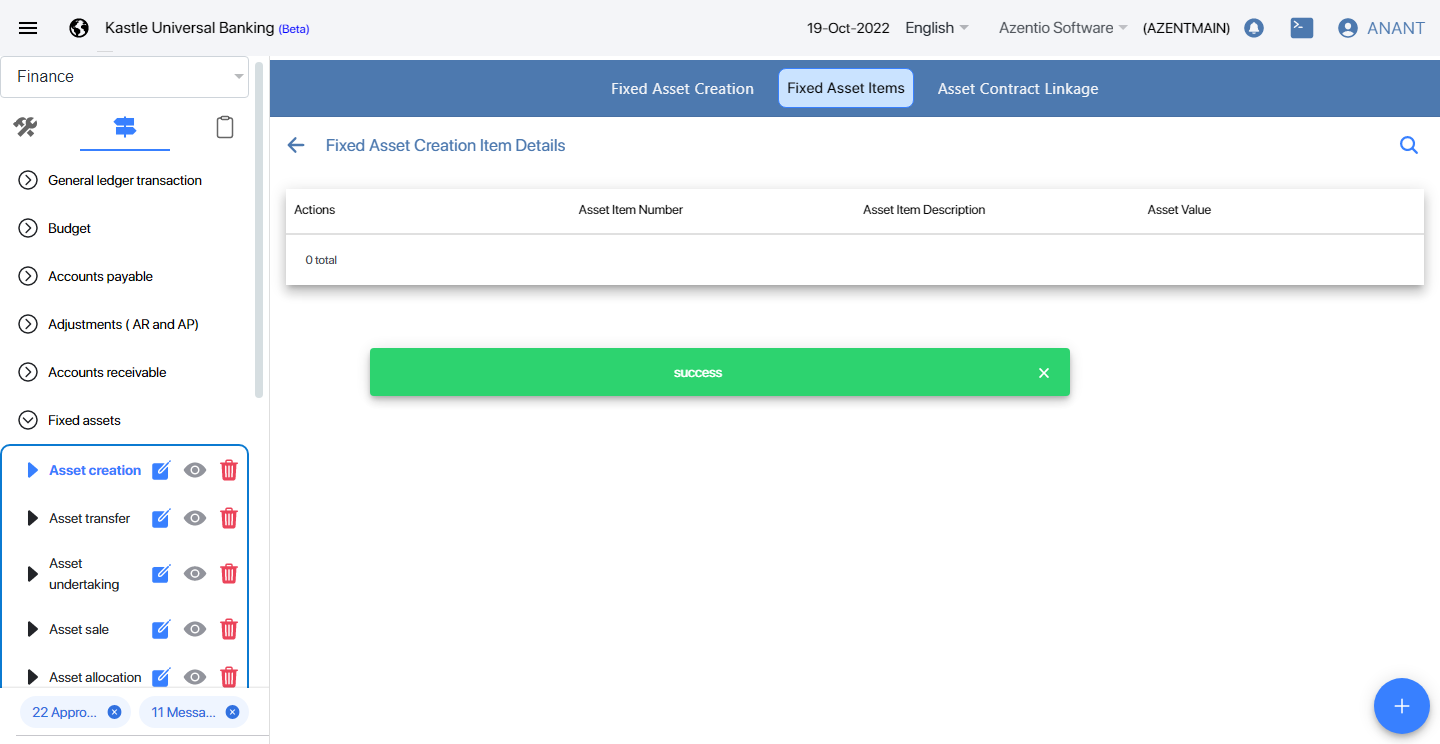 Kastle Universal Banking (Beta)
19-Oct-2022
English
Azentio Software
(AZENTMAIN)
ANANT
Finance
General ledger transaction
Budget
Accounts payable
Adjustments ( AR and AP)
Accounts receivable
Fixed assets
Asset creation
Asset transfer
Asset
undertaking
Asset sale
Asset allocation
22 Appro...
11 Messa...
Fixed Asset Creation
Fixed Asset Items
Asset Contract Linkage
Fixed Asset Creation Item Details
Actions
Asset Item Number
Asset Item Description
Asset Value
0 total
success